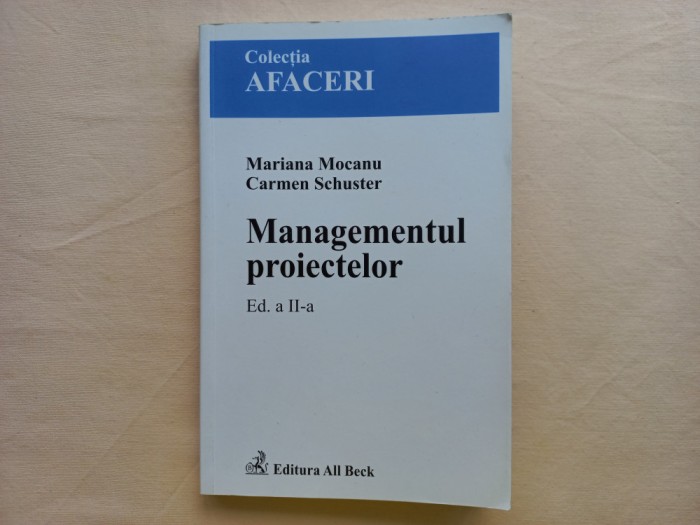 Colecția
AFACERI
Mariana Mocanu
Carmen Schuster
Managementul
proiectelor
Ed. a II-a
Editura All Beck